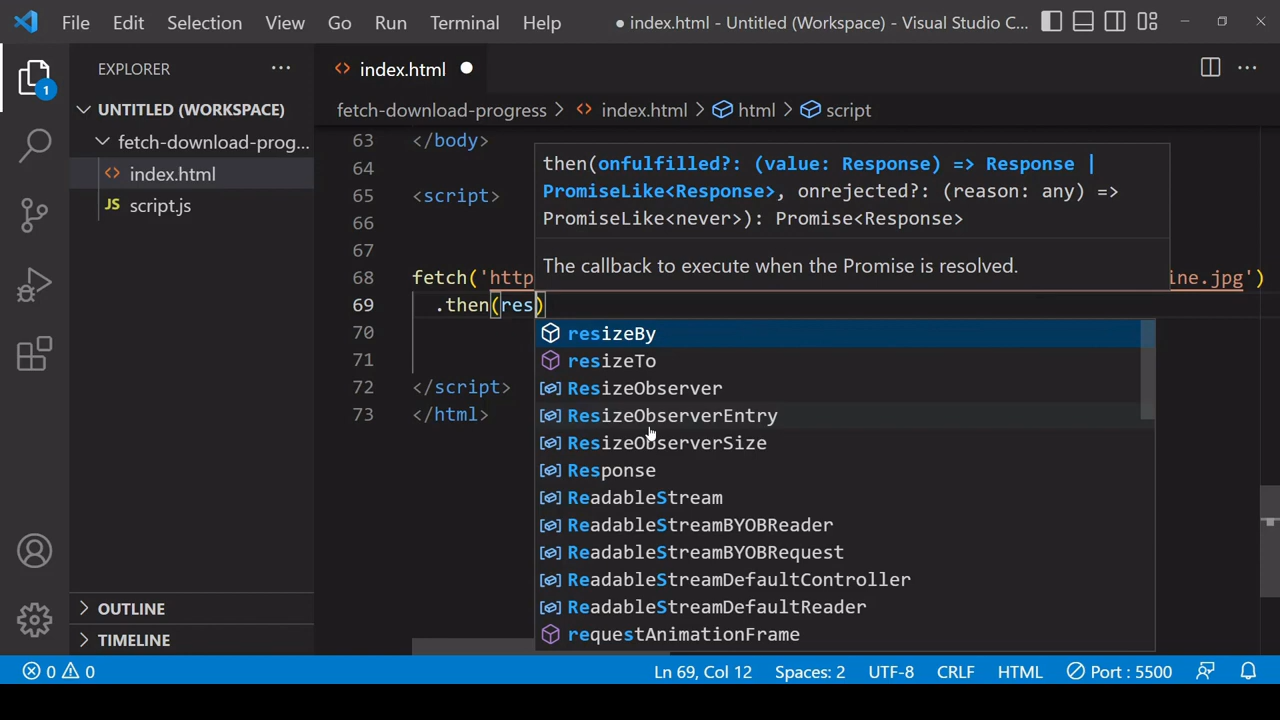 File Edit Selection View Go Run Terminal Help ● index.html - Untitled (Workspace) - Visual Studio C...
EXPLORER ···
1
index.html ●
UNTITLED (WORKSPACE)
fetch-download-prog...
index.html
JS script.js
OUTLINE
TIMELINE
fetch-download-progress > index.html > html > script
63 </body>
64
65 <script>
66
67
68 fetch('http ine.jpg')
69 .then(res)
70
71
72 </script>
73 </html>
then(onfulfilled?: (value: Response) => Response |
PromiseLike<Response>, onrejected?: (reason: any) =>
PromiseLike<never>): Promise<Response>
The callback to execute when the Promise is resolved.
resizeBy
resizeTo
ResizeObserver
ResizeObserverEntry
ResizeObserverSize
Response
ReadableStream
ReadableStreamBYOBReader
ReadableStreamBYOBRequest
ReadableStreamDefaultController
ReadableStreamDefaultReader
requestAnimationFrame
0 0 Ln 69, Col 12 Spaces: 2 UTF-8 CRLF HTML Port : 5500